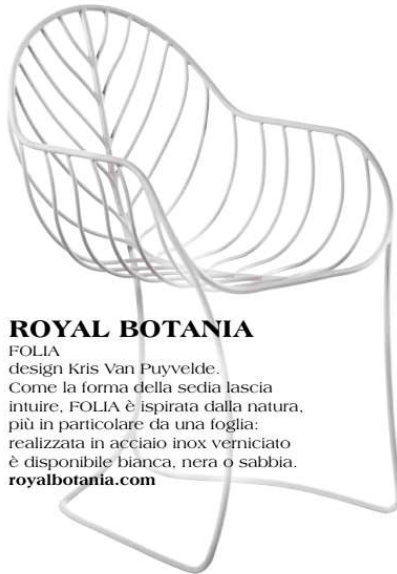 ROYAL BOTANIA
FOLIA
design Kris Van Puyvelde.
Come la forma della sedia lascia
intuire, FOLIA è ispirata dalla natura,
più in particolare da una foglia:
realizzata in acciaio inox verniciato
è disponibile bianca, nera o sabbia.
royalbotania.com